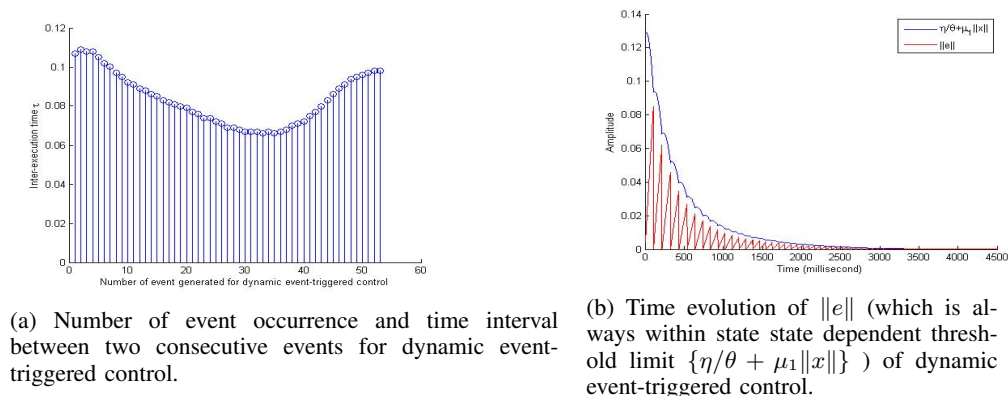 0.12
0.1
0.08
0.06
0.04
0.02
0
Inter-execution time τ
0 10 20 30 40 50 60
Number of event generated for dynamic event-triggered control
(a) Number of event occurrence and time interval
between two consecutive events for dynamic event-
triggered control.
0.14
0.12
0.1
0.08
0.06
0.04
0.02
0
Amplitude
η/θ+μ₁||x||
||e||
0 500 1000 1500 2000 2500 3000 3500 4000 4500
Time (millisecond)
(b) Time evolution of ∥e∥ (which is al-
ways within state state dependent thresh-
old limit {η/θ + μ₁∥x∥} ) of dynamic
event-triggered control.